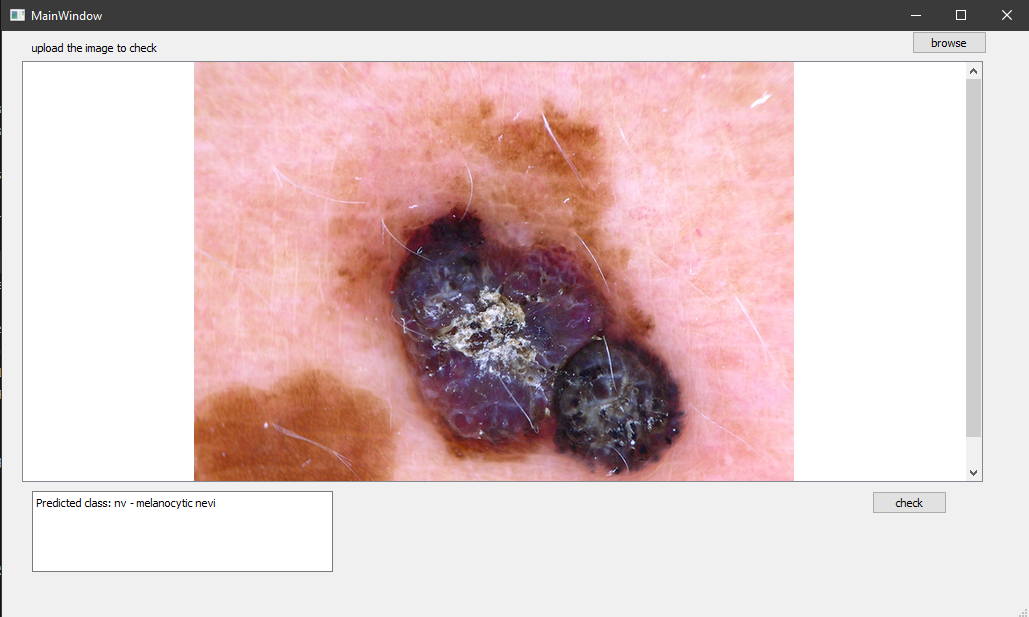 MainWindow
upload the image to check
browse
Predicted class: nv - melanocytic nevi
check